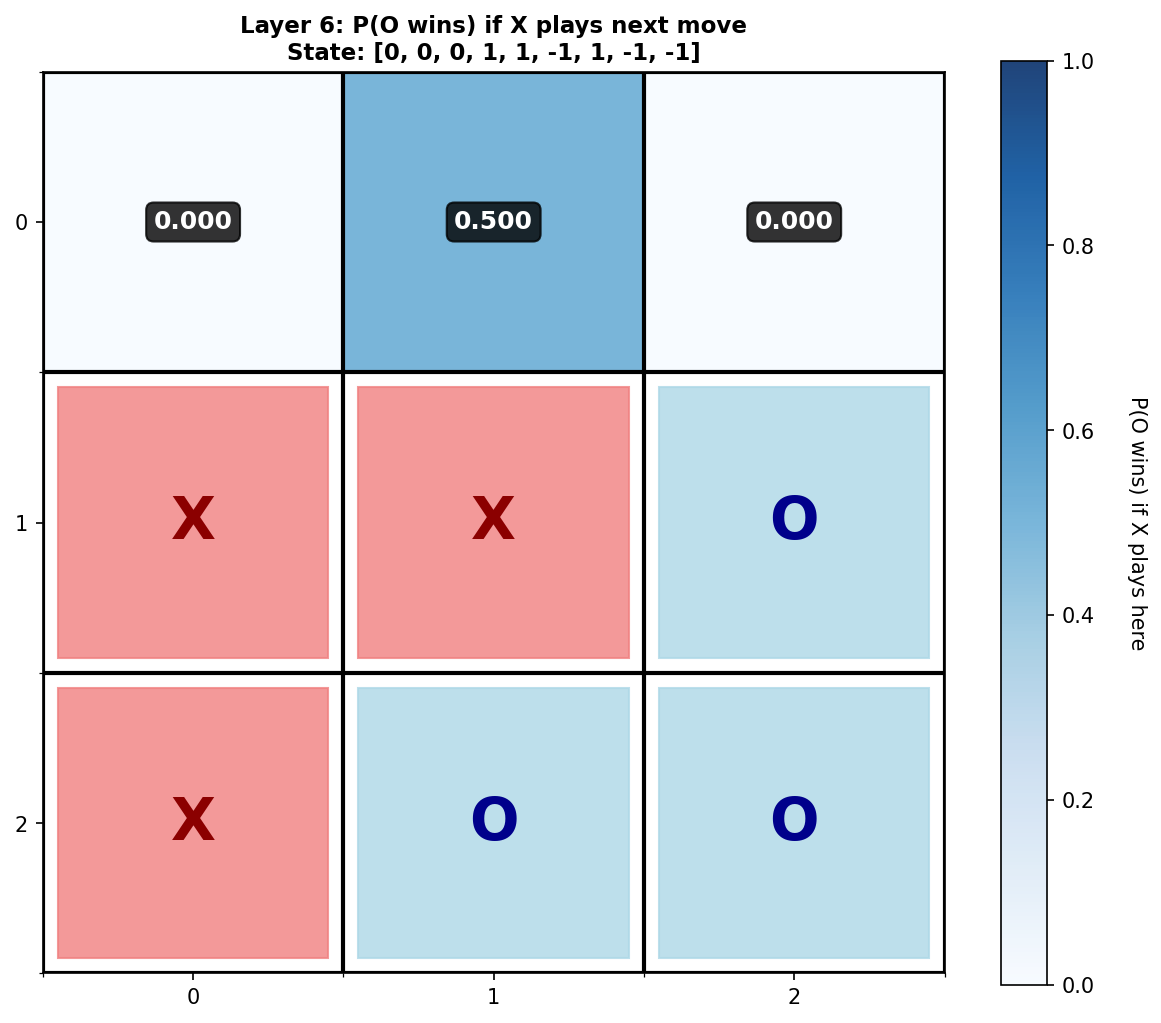 Layer 6: P(O wins) if X plays next move
State: [0, 0, 0, 1, 1, -1, 1, -1, -1]
0
0.000
0.500
0.000
1
X
X
O
2
X
O
O
0
1
2
1.0
0.8
0.6
0.4
0.2
0.0
P(O wins) if X plays here